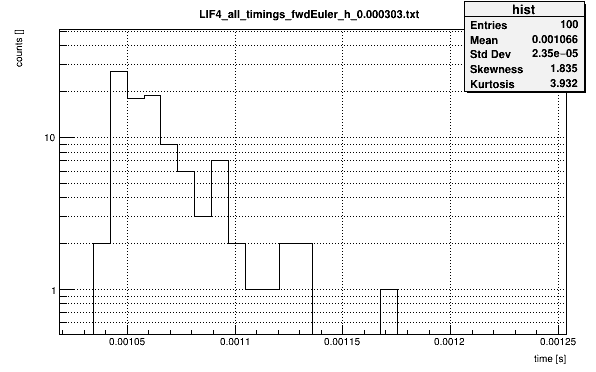 LIF4_all_timings_fwdEuler_h_0.000303.txt
hist
Entries 100
Mean 0.001066
Std Dev 2.35e−05
Skewness 1.835
Kurtosis 3.932
counts []
10
1
0.00105 0.0011 0.00115 0.0012 0.00125
time [s]